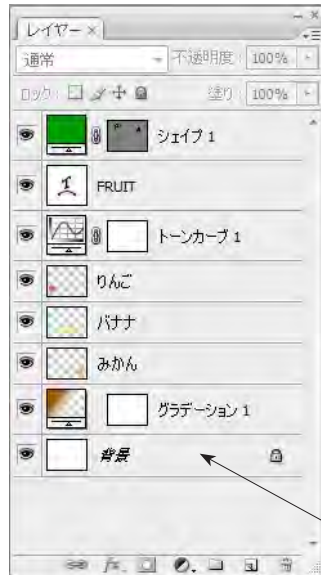 レイヤー ×
通常 不透明度: 100%
ロック: 塗り: 100%
シェイプ 1
T FRUIT
トーンカーブ 1
りんご
バナナ
みかん
グラデーション 1
背景
fx.